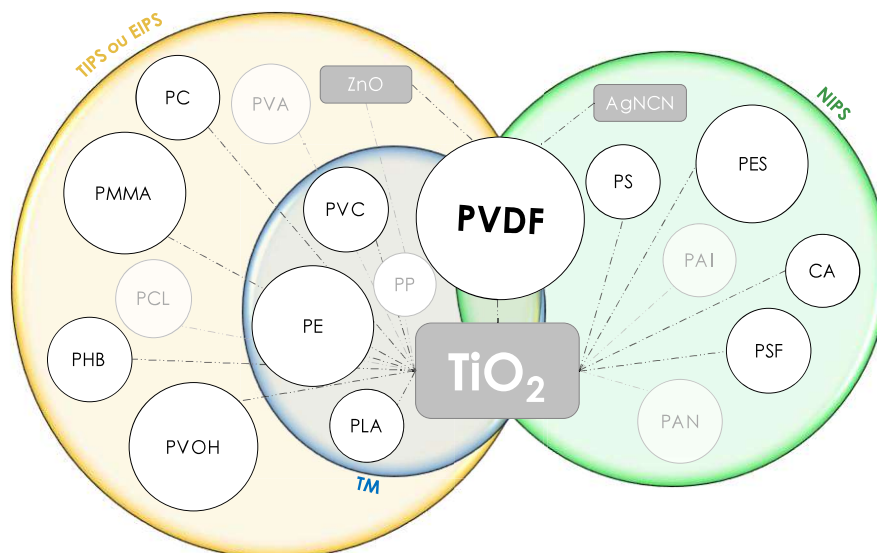 TIPS ou EIPS
NIPS
PC
PVA
ZnO
AgNCN
PMMA
PVC
PVDF
PS
PES
PCL
PP
PAI
CA
PHB
PE
TiO₂
PSF
PVOH
PLA
PAN
TM